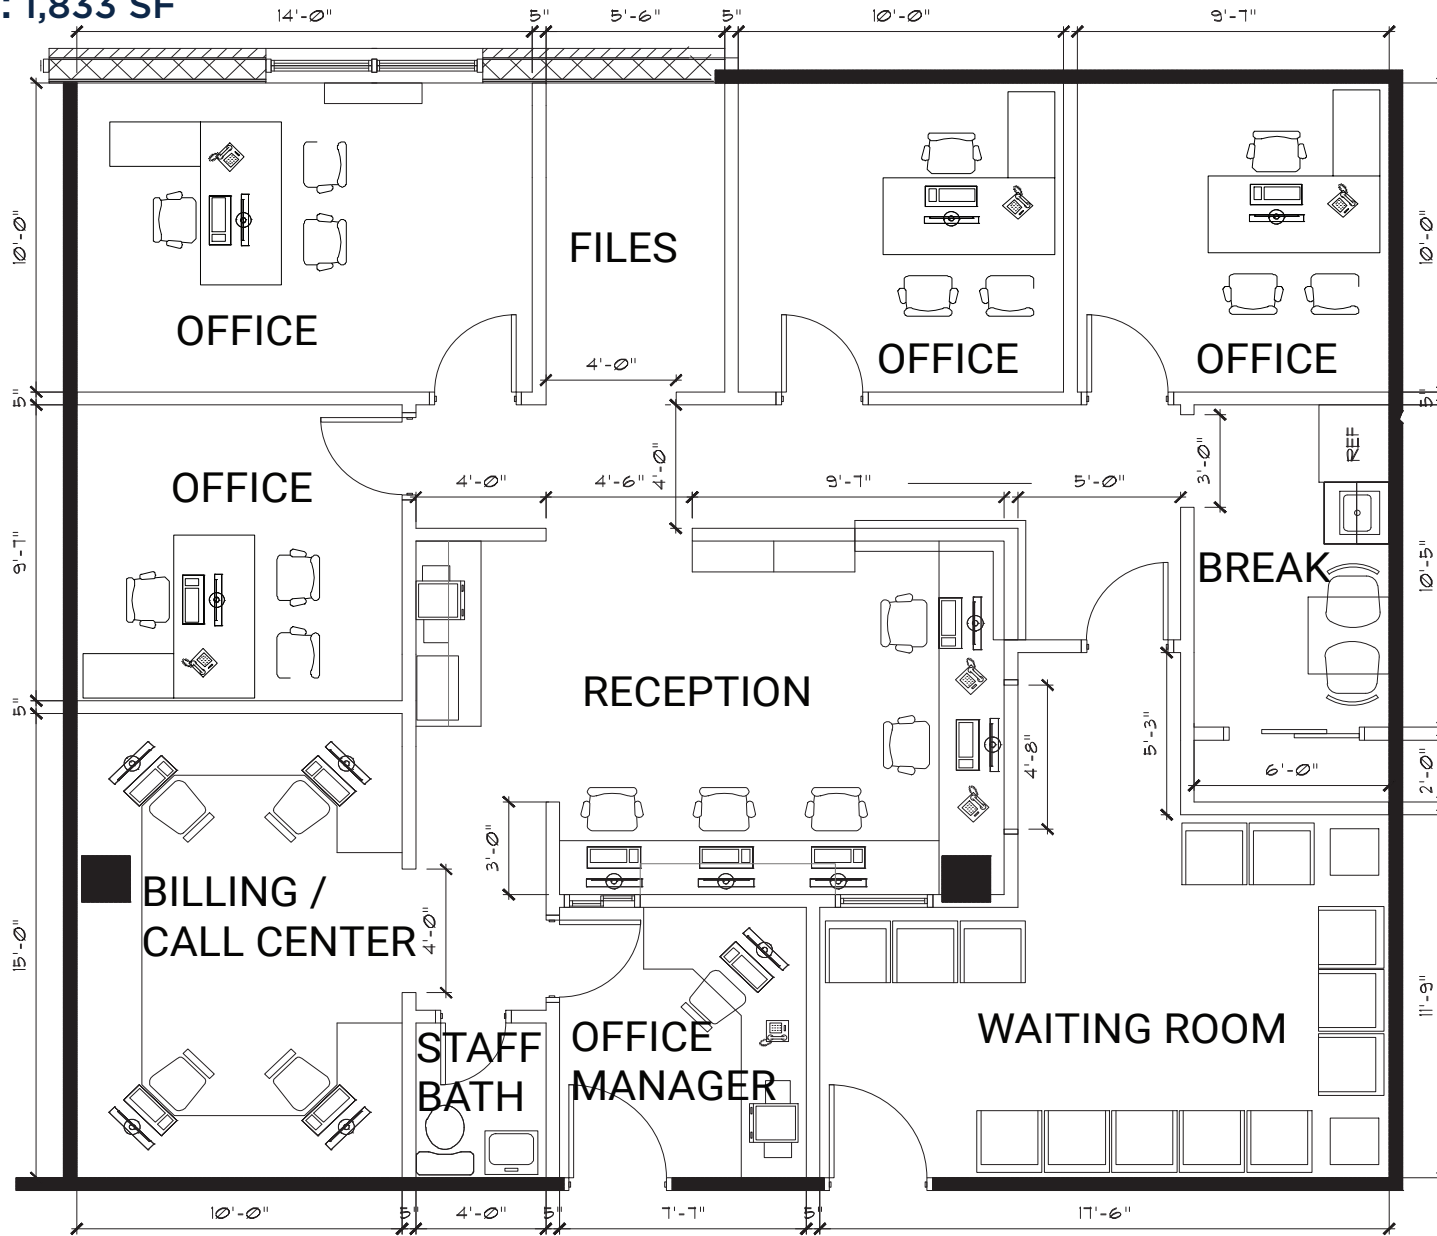 : 1,833 SF
14'-0"
5"
5'-6"
5"
10'-0"
9'-7"
10'-0"
FILES
10'-0"
OFFICE
OFFICE
OFFICE
4'-0"
5"
5"
OFFICE
4'-0"
4'-6"
4'-0"
9'-7"
5'-0"
3'-0"
REF
9'-7"
BREAK
10'-5"
RECEPTION
5"
4'-8"
5'-3"
6'-0"
2'-0"
3'-0"
BILLING /
CALL CENTER
4'-0"
15'-0"
11'-9"
STAFF
BATH
OFFICE
MANAGER
WAITING ROOM
10'-0"
5"
4'-0"
5"
7'-7"
5"
17'-6"